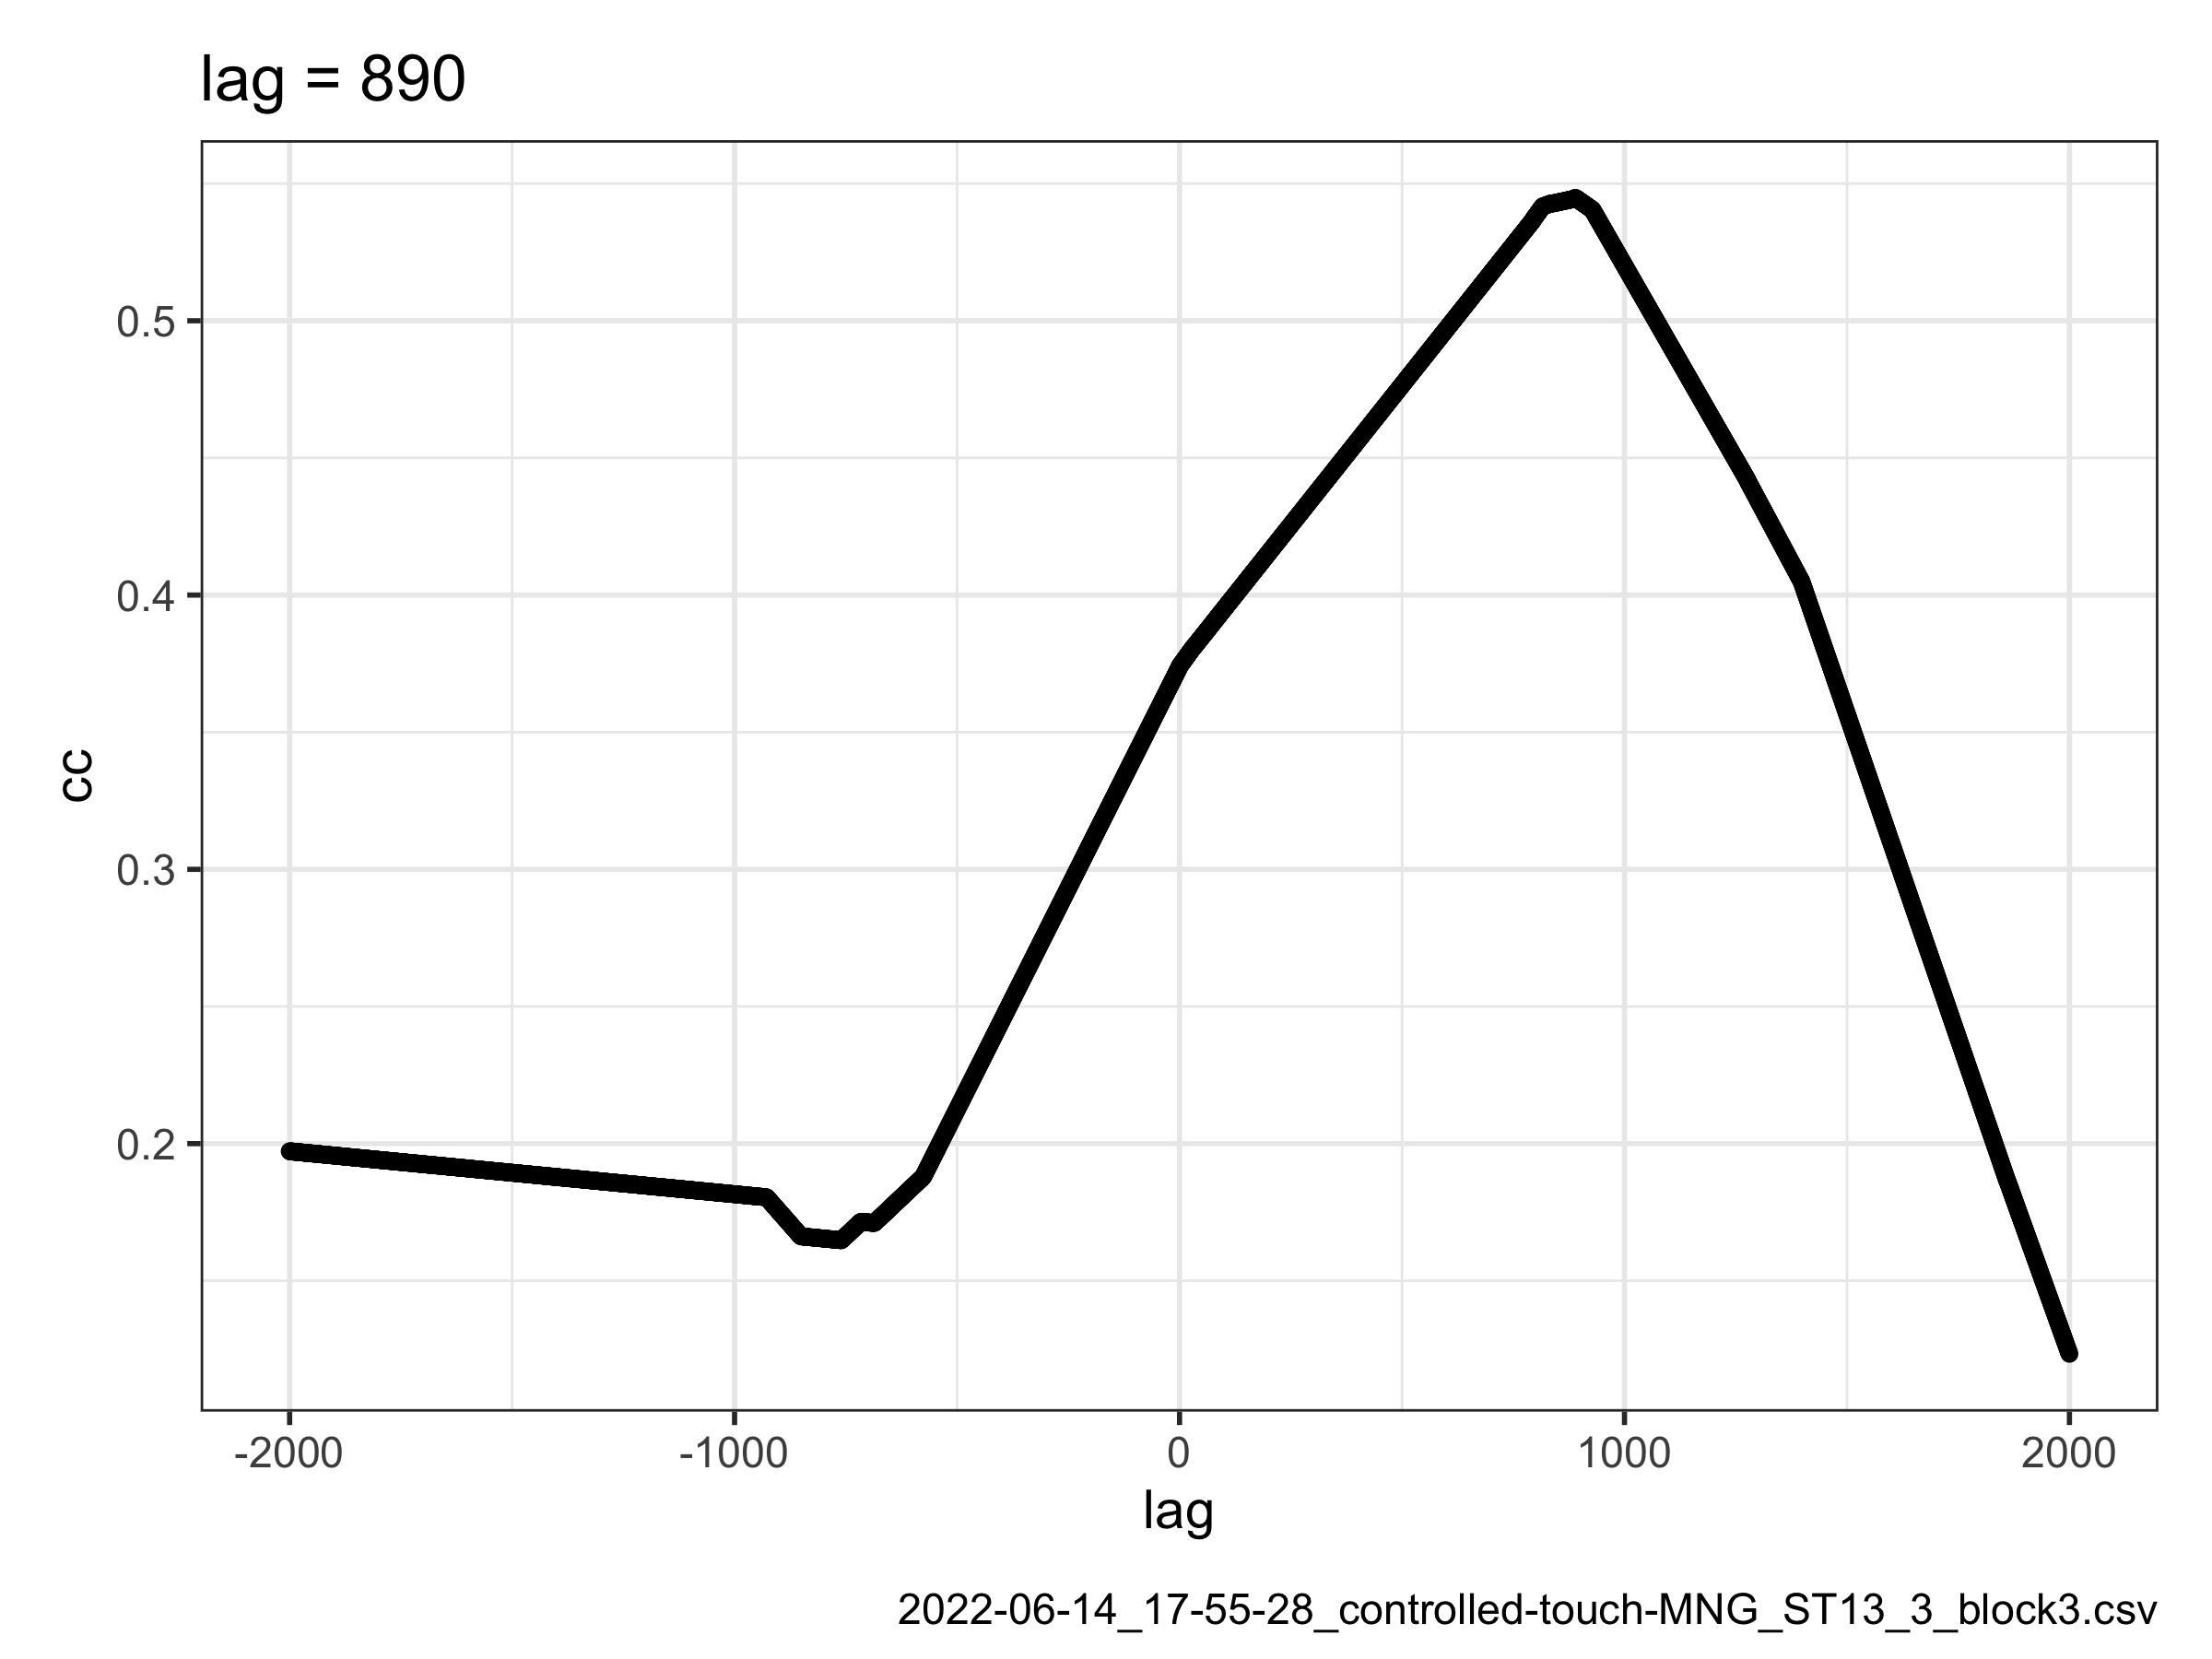 lag = 890
cc
0.5
0.4
0.3
0.2
-2000 -1000 0 1000 2000
lag
2022-06-14_17-55-28_controlled-touch-MNG_ST13_3_block3.csv